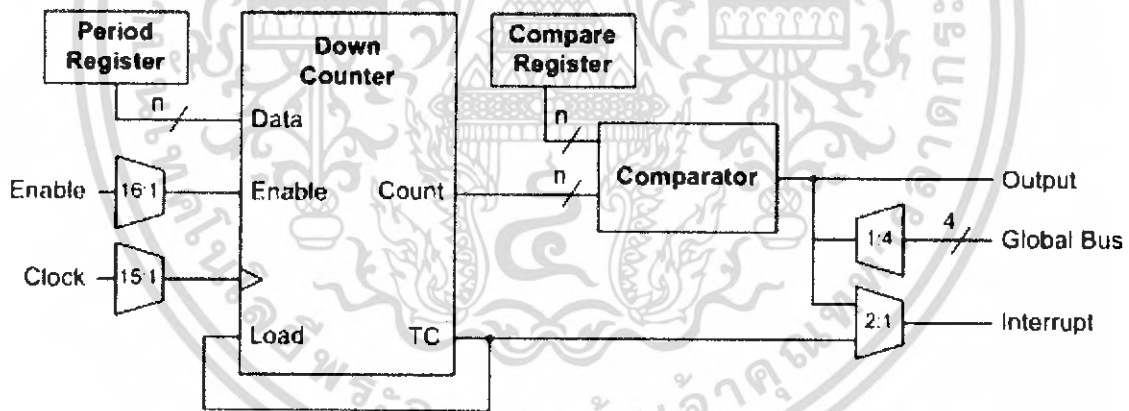 Period
Register
Down
Counter
Compare
Register
n
Data
n
Enable
16:1
Enable
Count
n
Comparator
Output
1:4
4
Global Bus
Clock
15:1
Load
TC
2:1
Interrupt